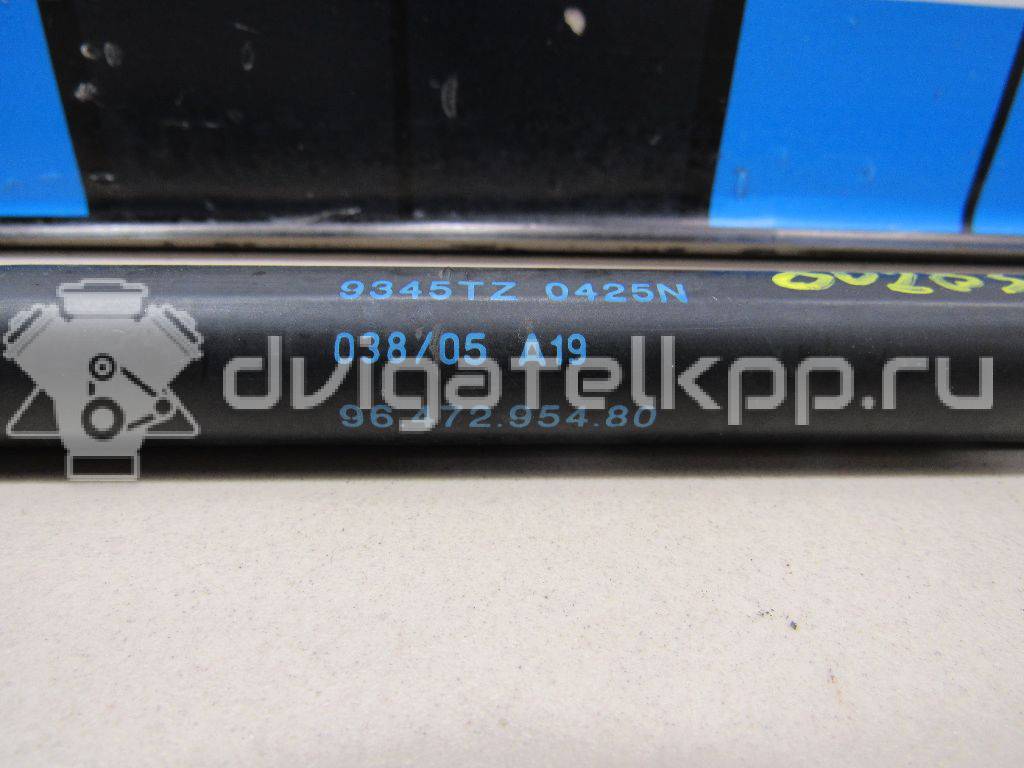 9345TZ 0425N
038/05 A19
dvigatelkpp.ru
96.472.954.80